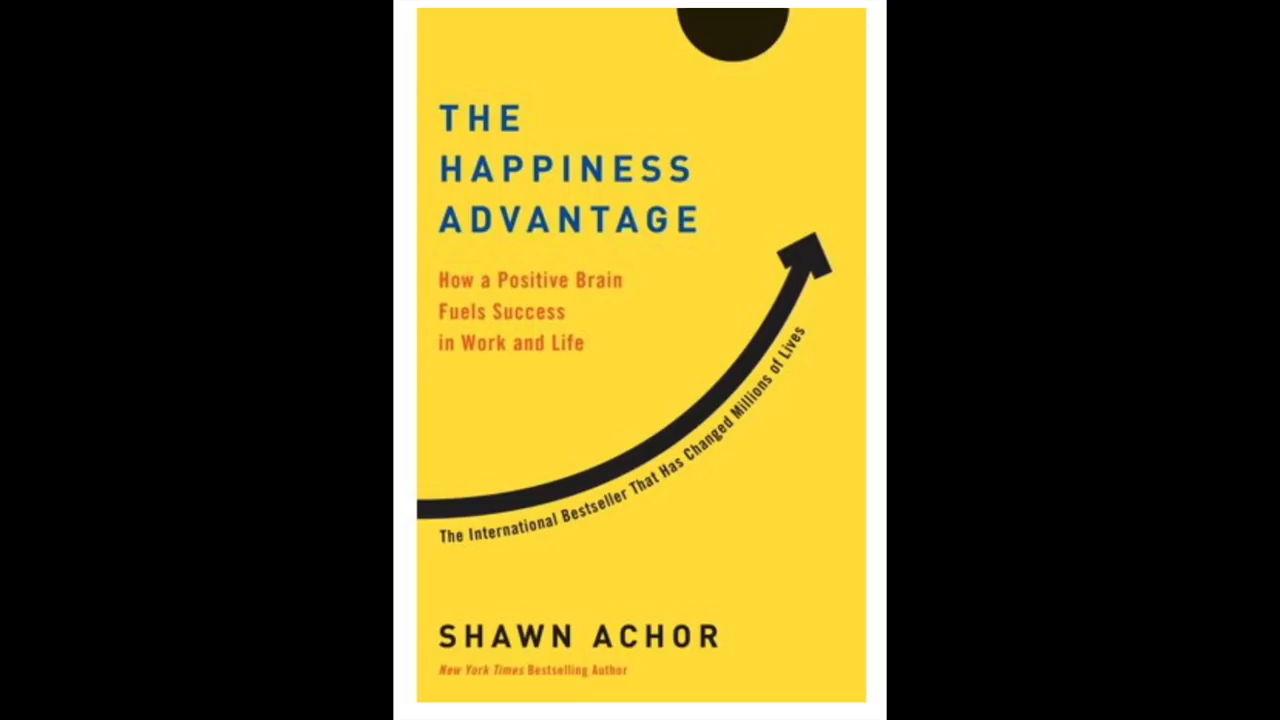 THE
HAPPINESS
ADVANTAGE
How a Positive Brain
Fuels Success
in Work and Life
The International Bestseller That Has Changed Millions of Lives
SHAWN ACHOR
New York Times Bestselling Author